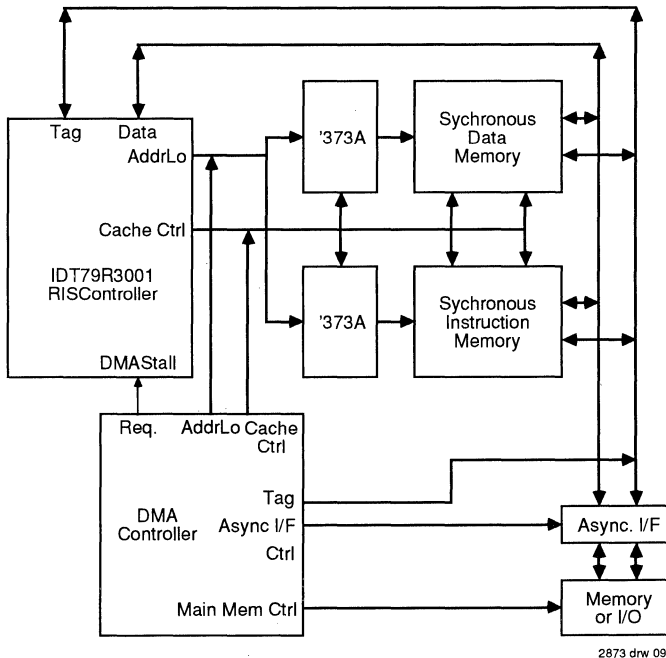 Tag
Data
AddrLo
Cache Ctrl
IDT79R3001
RISController
DMAStall
'373A
Sychronous
Data
Memory
'373A
Sychronous
Instruction
Memory
Req.
AddrLo
Cache
Ctrl
Tag
DMA
Controller
Async I/F
Ctrl
Main Mem Ctrl
Async. I/F
Memory
or I/O
2873 drw 09